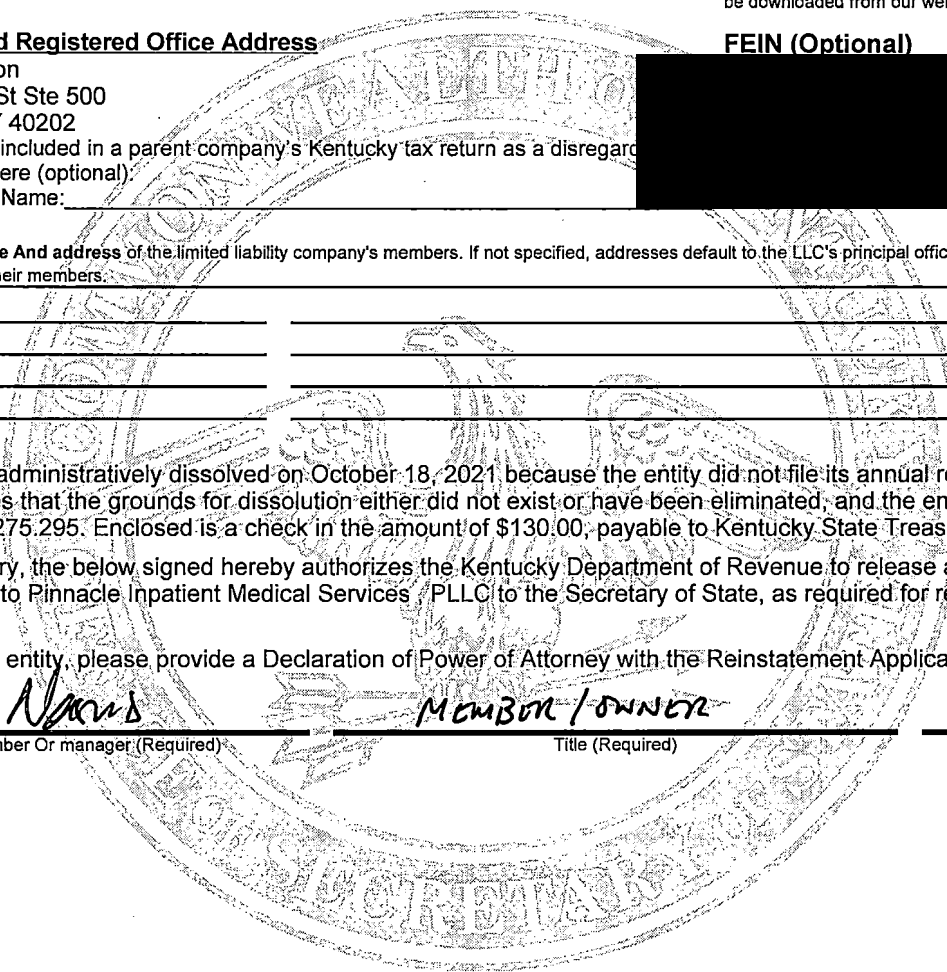 be downloaded from our we
d Registered Office Address
FEIN (Optional)
on
St Ste 500
40202
included in a parent company's Kentucky tax return as a disregard
ere (optional):
Name:
e And address of the limited liability company's members. If not specified, addresses default to the LLC's principal offic
heir members.
administratively dissolved on October 18, 2021 because the entity did not file its annual r
s that the grounds for dissolution either did not exist or have been eliminated, and the en
275.295. Enclosed is a check in the amount of $130.00, payable to Kentucky State Treas
ry, the below signed hereby authorizes the Kentucky Department of Revenue to release a
to Pinnacle Inpatient Medical Services , PLLC to the Secretary of State, as required for r
entity, please provide a Declaration of Power of Attorney with the Reinstatement Applica
MEMBER / OWNER
ber Or manager (Required)
Title (Required)
SECRETARY